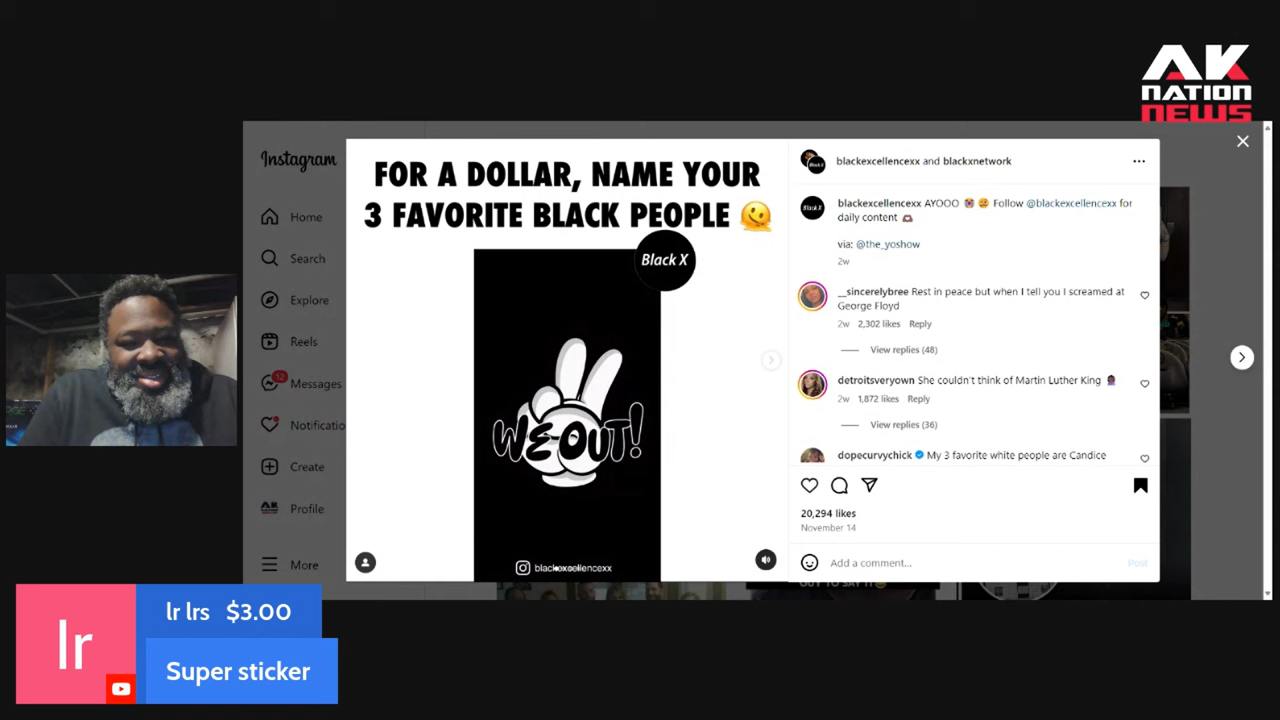 AK
NATION
NEWS
Instagram
Home
Search
Explore
Reels
12
Messages
Notificatio
Create
Profile
More
FOR A DOLLAR, NAME YOUR
3 FAVORITE BLACK PEOPLE 🫠
Black X
WE OUT!
blackexcellencexx
blackexcellencexx and blackxnetwork
blackexcellencexx AYOOO 😭 🥴 Follow @blackexcellencexx for
daily content 🫶🏾
via: @the_yoshow
2w
__sincerelybree Rest in peace but when I tell you I screamed at
George Floyd
2w 2,302 likes Reply
View replies (48)
detroitsveryown She couldn't think of Martin Luther King 🤦🏾‍♀️
2w 1,872 likes Reply
View replies (36)
dopecurvychick My 3 favorite white people are Candice
20,294 likes
November 14
Add a comment...
Post
lr
lr lrs $3.00
Super sticker